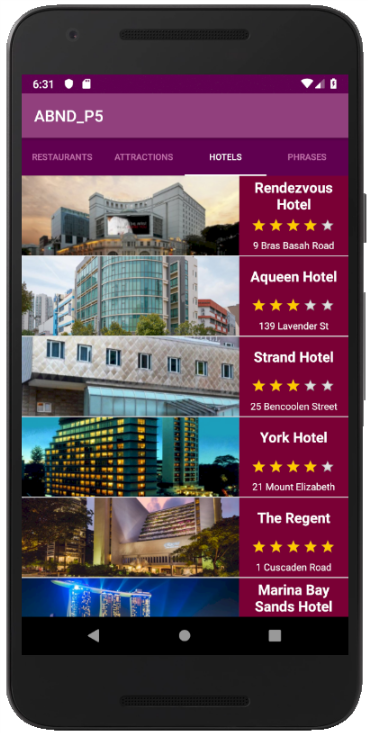 6:31
ABND_P5
RESTAURANTS ATTRACTIONS HOTELS PHRASES
Rendezvous
Hotel
9 Bras Basah Road
Aqueen Hotel
139 Lavender St
Strand Hotel
25 Bencoolen Street
York Hotel
21 Mount Elizabeth
The Regent
1 Cuscaden Road
Marina Bay
Sands Hotel